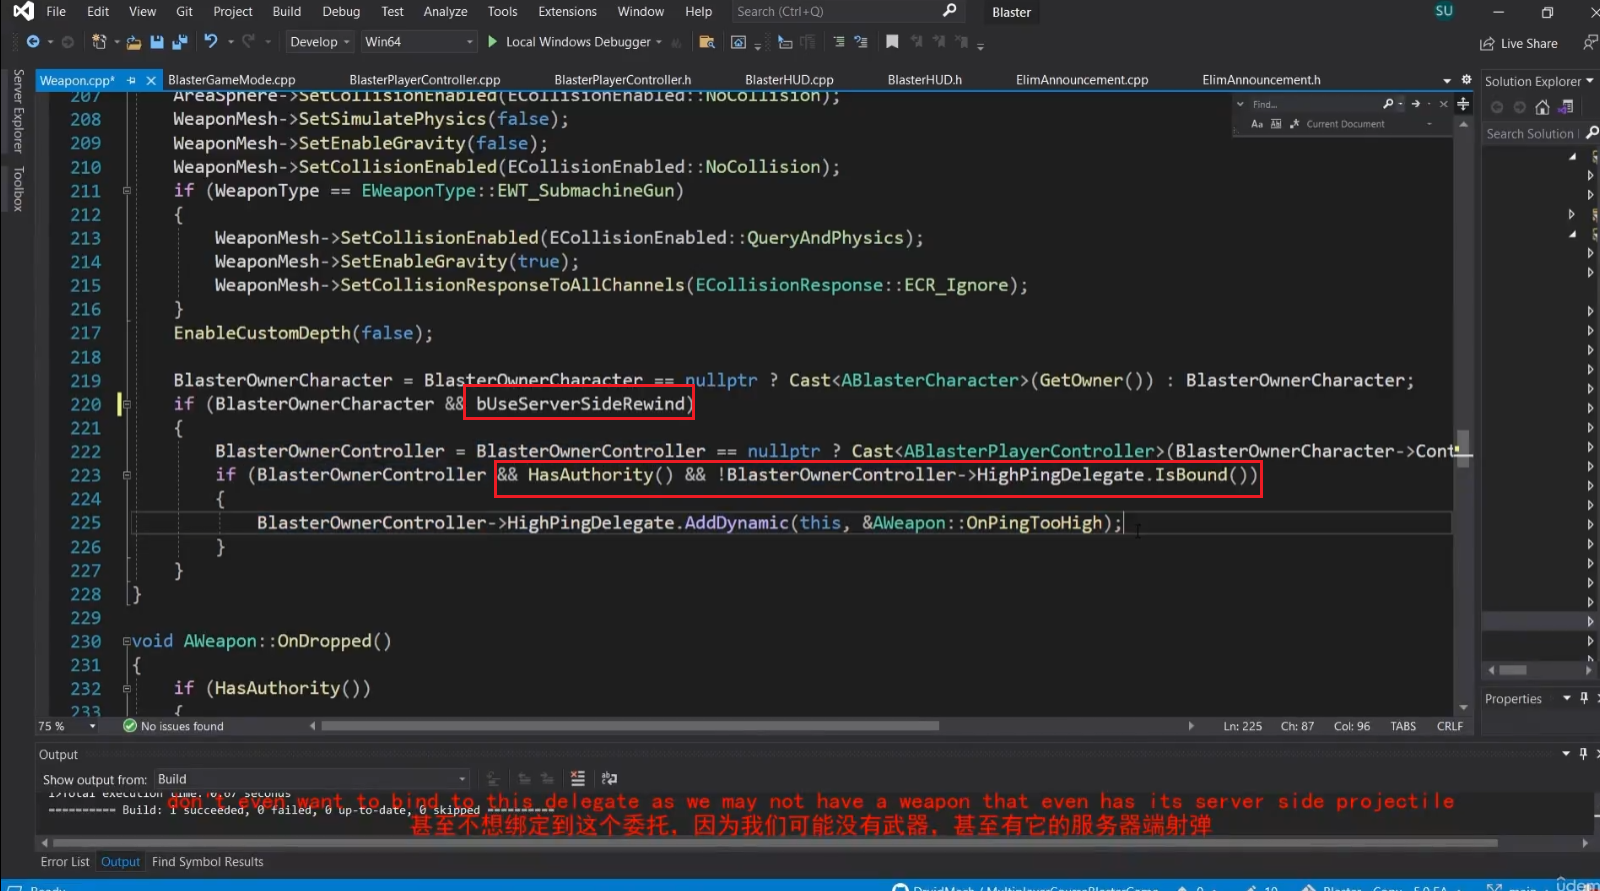 File Edit View Git Project Build Debug Test Analyze Tools Extensions Window Help Search (Ctrl+Q) Blaster SU
Develop Win64 Local Windows Debugger Live Share
Weapon.cpp* BlasterGameMode.cpp BlasterPlayerController.cpp BlasterPlayerController.h BlasterHUD.cpp BlasterHUD.h ElimAnnouncement.cpp ElimAnnouncement.h Solution Explorer
Server Explorer
Toolbox
Find...
Aa Current Document
Search Solution
207 AreaSphere->SetCollisionEnabled(ECollisionEnabled::NoCollision);
208 WeaponMesh->SetSimulatePhysics(false);
209 WeaponMesh->SetEnableGravity(false);
210 WeaponMesh->SetCollisionEnabled(ECollisionEnabled::NoCollision);
211 if (WeaponType == EWeaponType::EWT_SubmachineGun)
212 {
213 WeaponMesh->SetCollisionEnabled(ECollisionEnabled::QueryAndPhysics);
214 WeaponMesh->SetEnableGravity(true);
215 WeaponMesh->SetCollisionResponseToAllChannels(ECollisionResponse::ECR_Ignore);
216 }
217 EnableCustomDepth(false);
218
219 BlasterOwnerCharacter = BlasterOwnerCharacter == nullptr ? Cast<ABlasterCharacter>(GetOwner()) : BlasterOwnerCharacter;
220 if (BlasterOwnerCharacter && bUseServerSideRewind)
221 {
222 BlasterOwnerController = BlasterOwnerController == nullptr ? Cast<ABlasterPlayerController>(BlasterOwnerCharacter->Cont
223 if (BlasterOwnerController && HasAuthority() && !BlasterOwnerController->HighPingDelegate.IsBound())
224 {
225 BlasterOwnerController->HighPingDelegate.AddDynamic(this, &AWeapon::OnPingTooHigh);
226 }
227 }
228 }
229
230 void AWeapon::OnDropped()
231 {
232 if (HasAuthority())
233 {
Properties
75 % No issues found Ln: 225 Ch: 87 Col: 96 TABS CRLF
Output
Show output from: Build
========== Build: 1 succeeded, 0 failed, 0 up-to-date, 0 skipped ==========
don't even want to bind to this delegate as we may not have a weapon that even has its server side projectile
甚至不想绑定到这个委托，因为我们可能没有武器，甚至有它的服务器端射弹
Error List Output Find Symbol Results